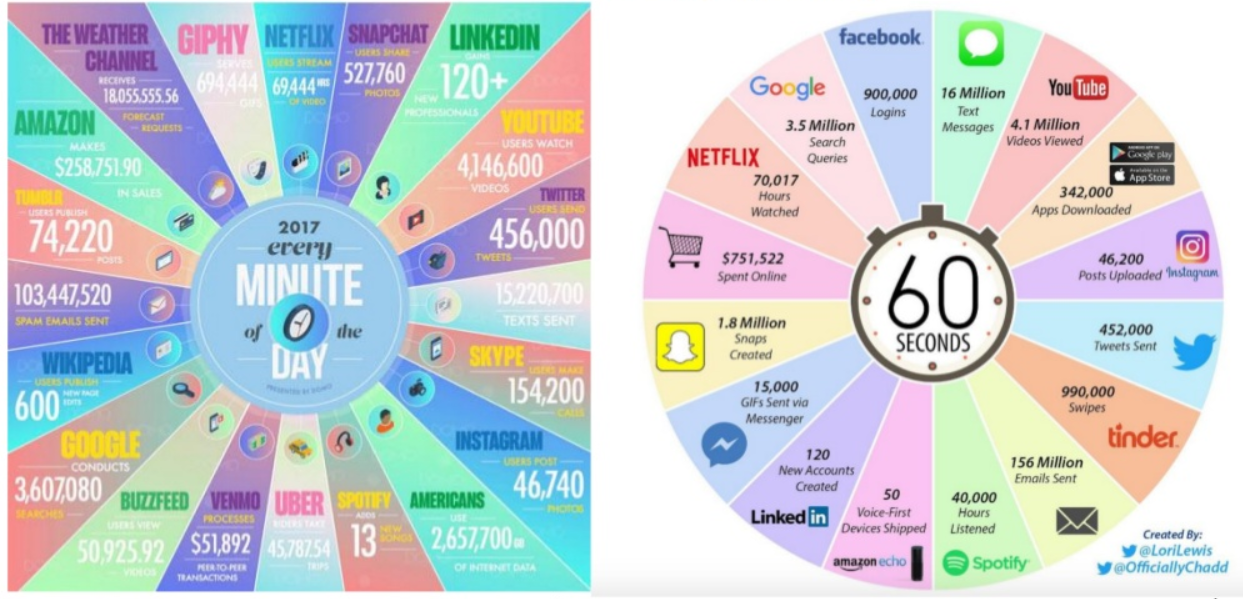 THE WEATHER
CHANNEL
RECEIVES
18,055,555.56
FORECAST
REQUESTS
GIPHY
SERVES
694,444
GIFS
NETFLIX
USERS STREAM
69,444 HRS
OF VIDEO
SNAPCHAT
USERS SHARE
527,760
PHOTOS
LINKEDIN
GAINS
120+
NEW
PROFESSIONALS
YOUTUBE
USERS WATCH
4,146,600
VIDEOS
TWITTER
USERS SEND
456,000
TWEETS
15,220,700
TEXTS SENT
SKYPE
USERS MAKE
154,200
CALLS
INSTAGRAM
USERS POST
46,740
PHOTOS
AMERICANS
USE
2,657,700 GB
OF INTERNET DATA
SPOTIFY
ADDS
13 NEW
SONGS
UBER
RIDERS TAKE
45,787.54
TRIPS
VENMO
PROCESSES
$51,892
PEER-TO-PEER
TRANSACTIONS
BUZZFEED
USERS VIEW
50,925.92
VIDEOS
GOOGLE
CONDUCTS
3,607,080
SEARCHES
WIKIPEDIA
USERS PUBLISH
600 NEW PAGE
EDITS
103,447,520
SPAM EMAILS SENT
TUMBLR
USERS PUBLISH
74,220
POSTS
AMAZON
MAKES
$258,751.90
IN SALES
2017
every
MINUTE
of the
DAY
PRESENTED BY DOMO
facebook
900,000
Logins
16 Million
Text
Messages
YouTube
4.1 Million
Videos Viewed
Google play
App Store
342,000
Apps Downloaded
46,200
Posts Uploaded
Instagram
452,000
Tweets Sent
990,000
Swipes
tinder
156 Million
Emails Sent
40,000
Hours
Listened
Spotify
50
Voice-First
Devices Shipped
amazon echo
120
New Accounts
Created
Linked in
15,000
GIFs Sent via
Messenger
1.8 Million
Snaps
Created
$751,522
Spent Online
NETFLIX
70,017
Hours
Watched
Google
3.5 Million
Search
Queries
60
SECONDS
Created By:
@LoriLewis
@OfficiallyChadd